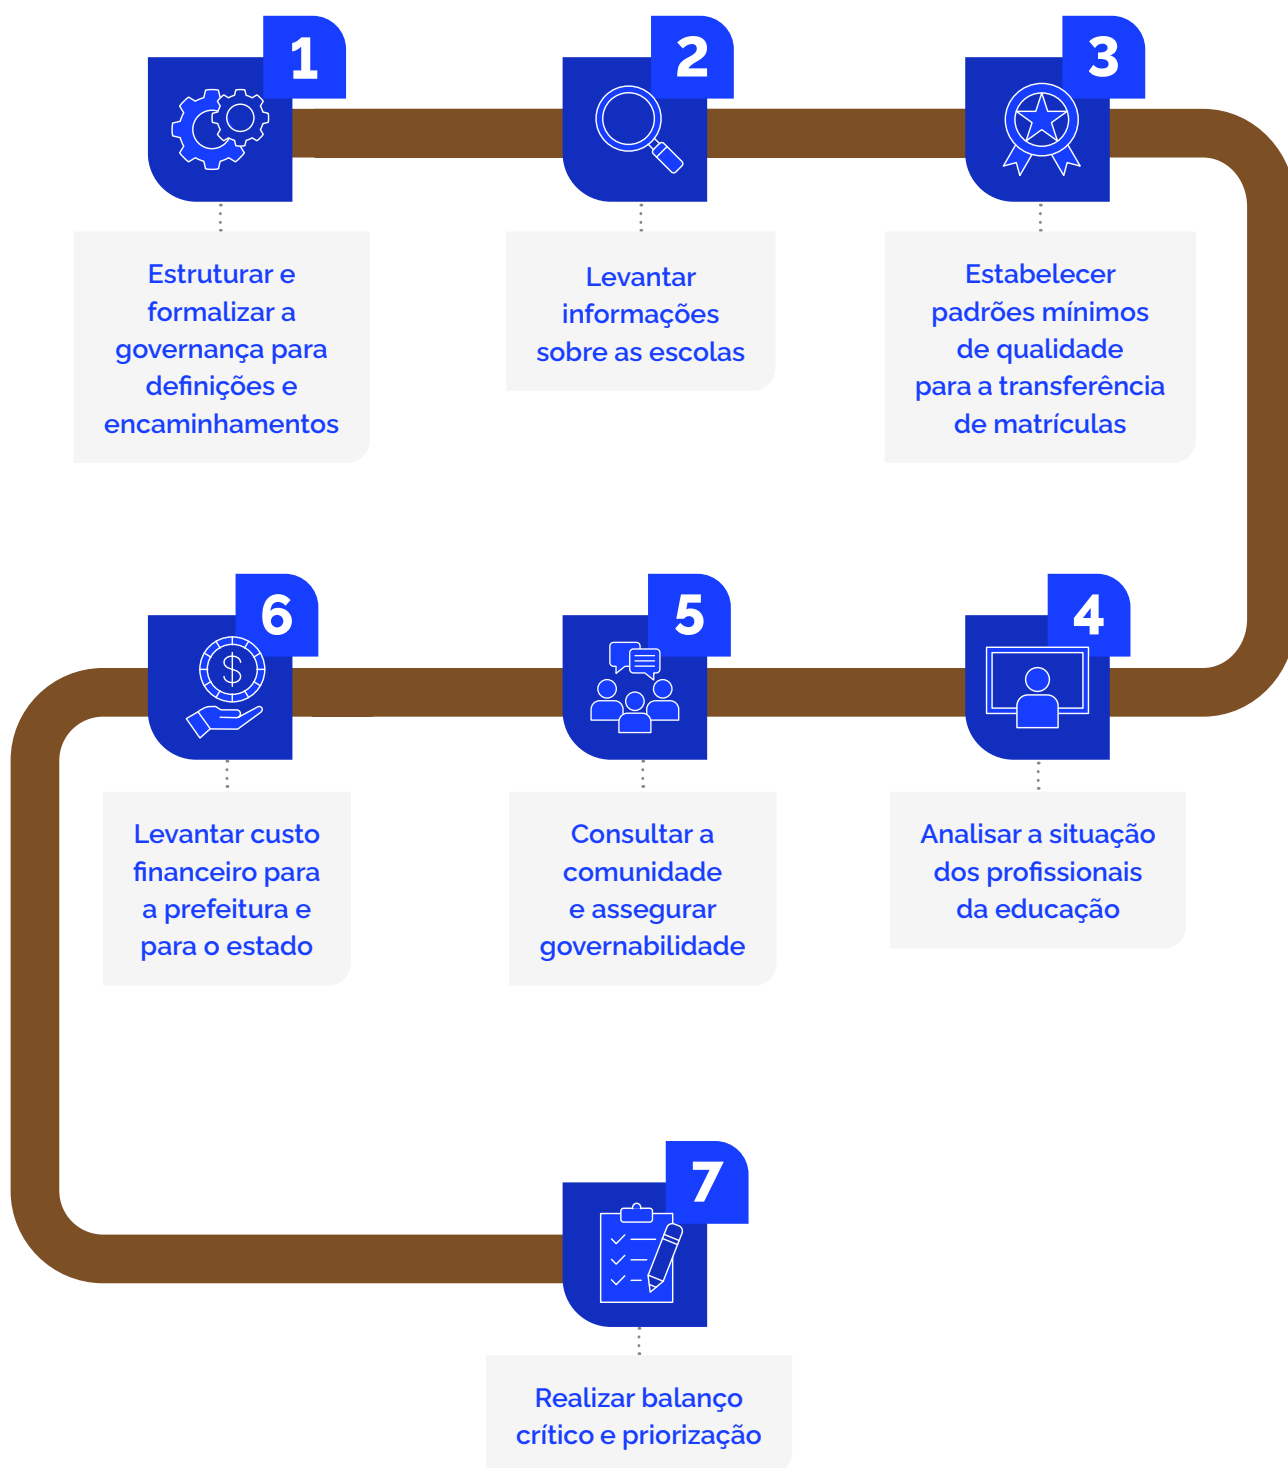 1
Estruturar e
formalizar a
governança para
definições e
encaminhamentos
2
Levantar
informações
sobre as escolas
3
Estabelecer
padrões mínimos
de qualidade
para a transferência
de matrículas
4
Analisar a situação
dos profissionais
da educação
5
Consultar a
comunidade
e assegurar
governabilidade
6
$
Levantar custo
financeiro para
a prefeitura e
para o estado
7
Realizar balanço
crítico e priorização